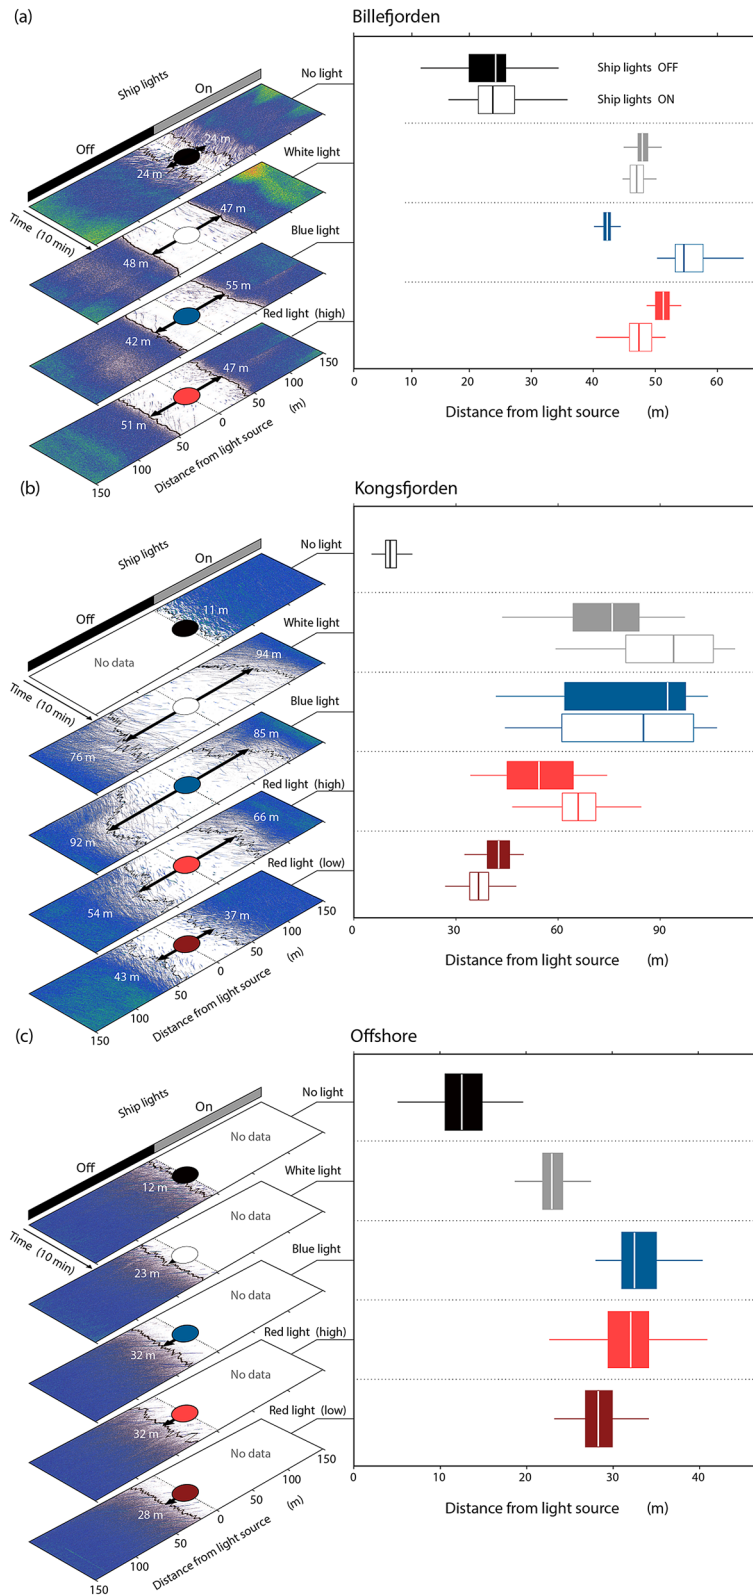 (a)
Billefjorden
Ship lights
On
Off
No light
24 m
24 m
Time (10 min)
White light
47 m
48 m
Blue light
55 m
42 m
Red light (high)
47 m
51 m
150
100
50
0
50
100
150
Distance from light source (m)
Ship lights OFF
Ship lights ON
0 10 20 30 40 50 60
Distance from light source (m)
(b)
Kongsfjorden
Ship lights
On
Off
No light
11 m
No data
Time (10 min)
White light
94 m
76 m
Blue light
85 m
92 m
Red light (high)
66 m
54 m
Red light (low)
37 m
43 m
150
100
50
0
50
100
150
Distance from light source (m)
0 30 60 90
Distance from light source (m)
(c)
Offshore
Ship lights
On
Off
No light
No data
12 m
Time (10 min)
White light
No data
23 m
Blue light
No data
32 m
Red light (high)
No data
32 m
Red light (low)
No data
28 m
150
100
50
0
50
100
150
Distance from light source (m)
0 10 20 30 40
Distance from light source (m)